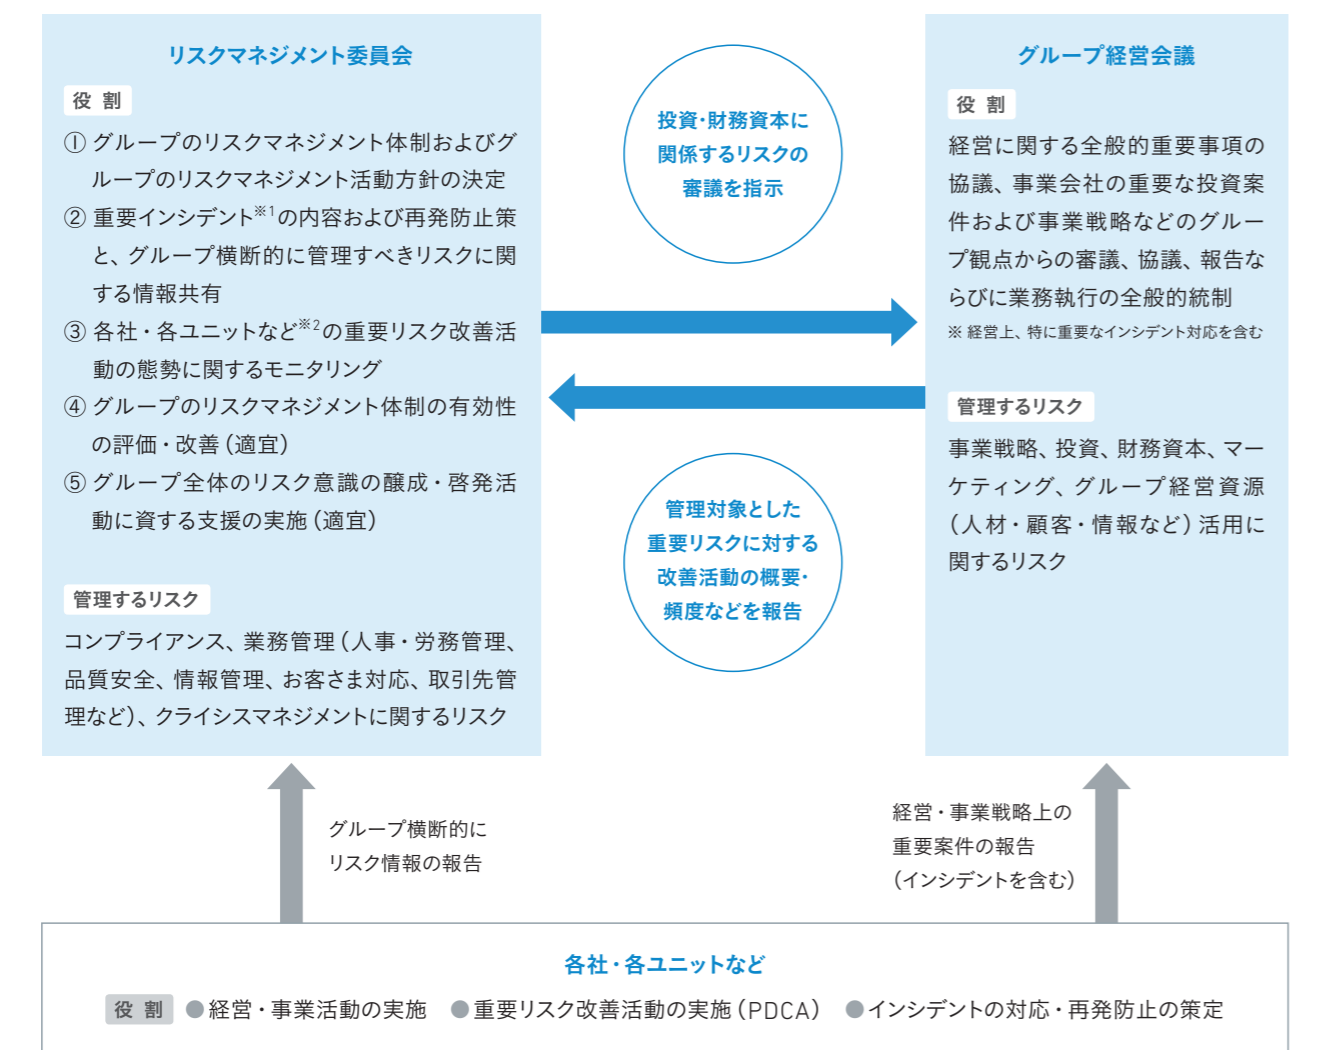 リスクマネジメント委員会
役 割
① グループのリスクマネジメント体制およびグ
ループのリスクマネジメント活動方針の決定
② 重要インシデント※1の内容および再発防止策
と、グループ横断的に管理すべきリスクに関
する情報共有
③ 各社・各ユニットなど※2の重要リスク改善活
動の態勢に関するモニタリング
④ グループのリスクマネジメント体制の有効性
の評価・改善（適宜）
⑤ グループ全体のリスク意識の醸成・啓発活
動に資する支援の実施（適宜）
管理するリスク
コンプライアンス、業務管理（人事・労務管理、
品質安全、情報管理、お客さま対応、取引先管
理など）、クライシスマネジメントに関するリスク
投資・財務資本に
関係するリスクの
審議を指示
管理対象とした
重要リスクに対する
改善活動の概要・
頻度などを報告
グループ経営会議
役 割
経営に関する全般的重要事項の
協議、事業会社の重要な投資案
件および事業戦略などのグルー
プ観点からの審議、協議、報告な
らびに業務執行の全般的統制
※ 経営上、特に重要なインシデント対応を含む
管理するリスク
事業戦略、投資、財務資本、マー
ケティング、グループ経営資源
（人材・顧客・情報など）活用に
関するリスク
グループ横断的に
リスク情報の報告
経営・事業戦略上の
重要案件の報告
（インシデントを含む）
各社・各ユニットなど
役 割 ●経営・事業活動の実施 ●重要リスク改善活動の実施（PDCA） ●インシデントの対応・再発防止の策定